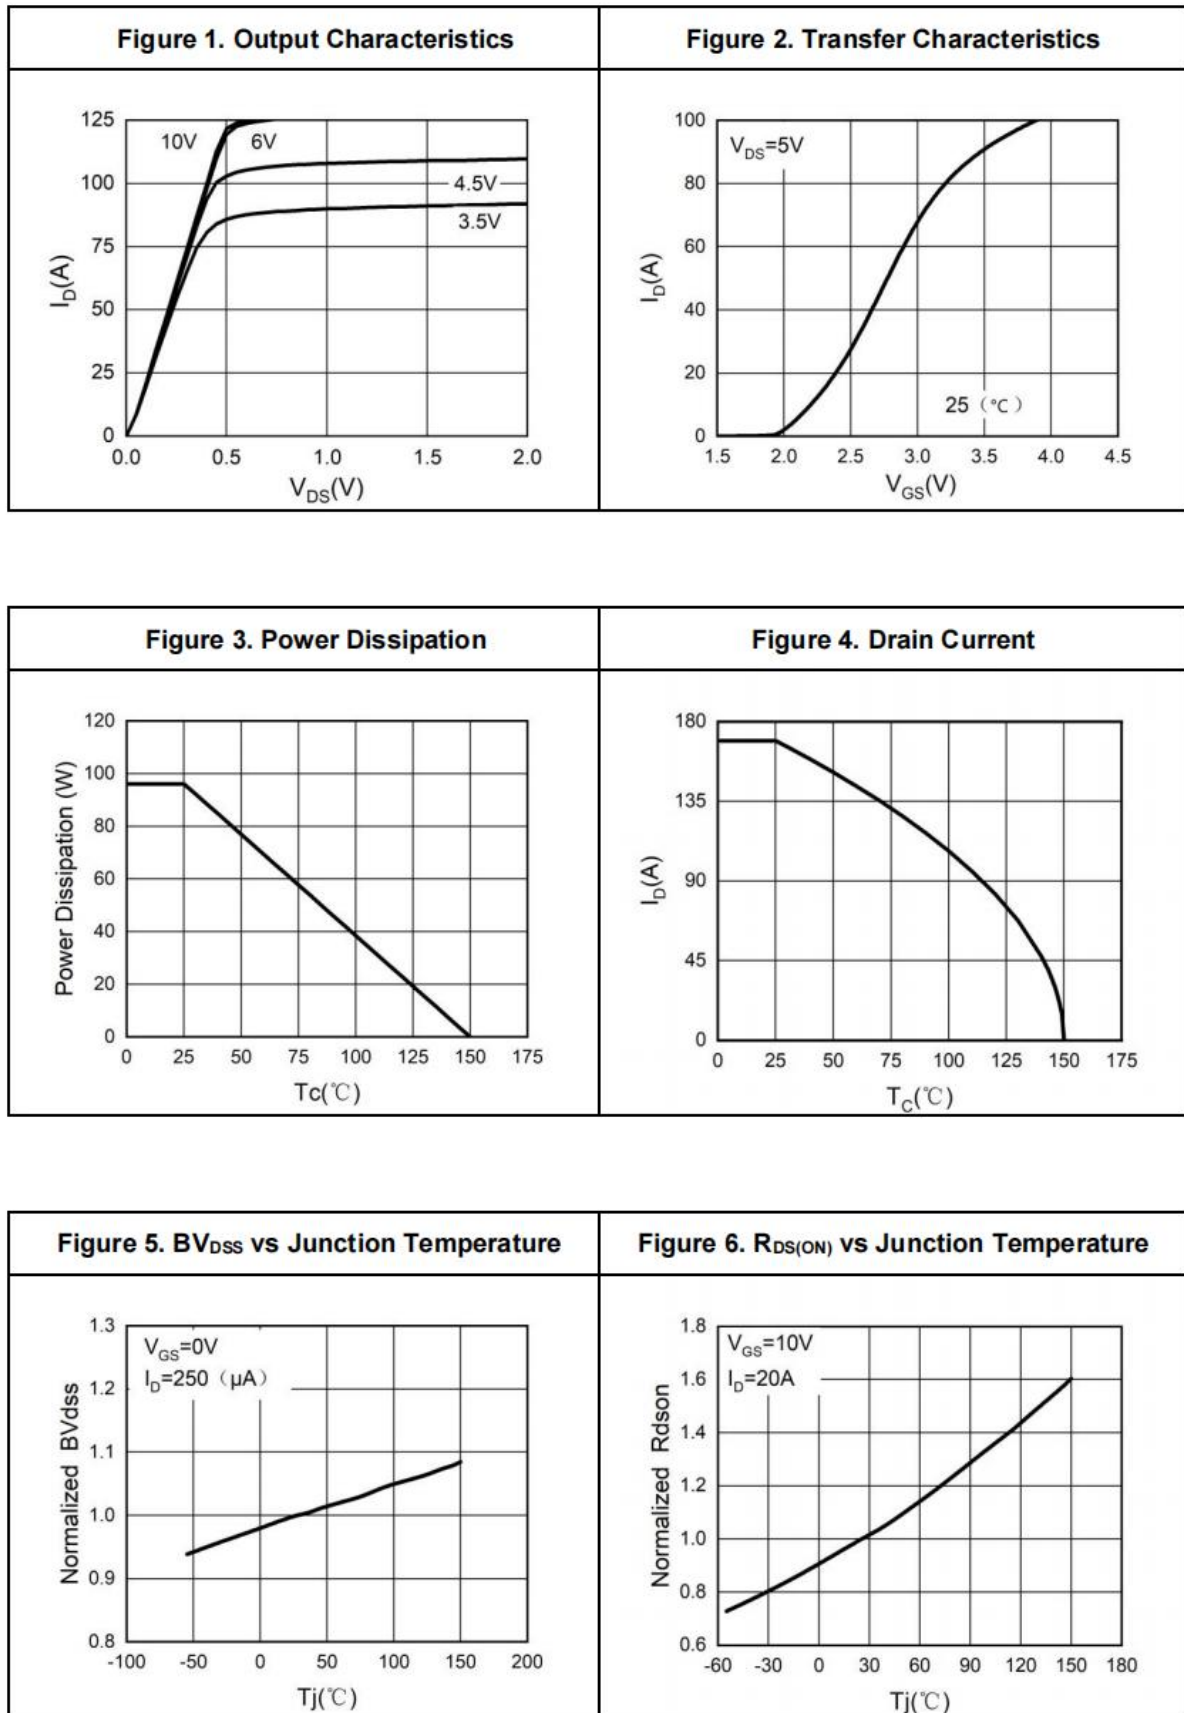 Figure 1. Output Characteristics
Figure 2. Transfer Characteristics
125
100
75
50
25
0
10V
6V
4.5V
3.5V
I_D(A)
0.0 0.5 1.0 1.5 2.0
V_DS(V)
100
80
60
40
20
0
V_DS=5V
25（℃）
I_D(A)
1.5 2.0 2.5 3.0 3.5 4.0 4.5
V_GS(V)
Figure 3. Power Dissipation
Figure 4. Drain Current
120
100
80
60
40
20
0
Power Dissipation (W)
0 25 50 75 100 125 150 175
Tc(℃)
180
135
90
45
0
I_D(A)
0 25 50 75 100 125 150 175
T_C(℃)
Figure 5. BV_DSS vs Junction Temperature
Figure 6. R_DS(ON) vs Junction Temperature
1.3
1.2
1.1
1.0
0.9
0.8
V_GS=0V
I_D=250（μA）
Normalized BVdss
-100 -50 0 50 100 150 200
Tj(℃)
1.8
1.6
1.4
1.2
1.0
0.8
0.6
V_GS=10V
I_D=20A
Normalized Rdson
-60 -30 0 30 60 90 120 150 180
Tj(℃)